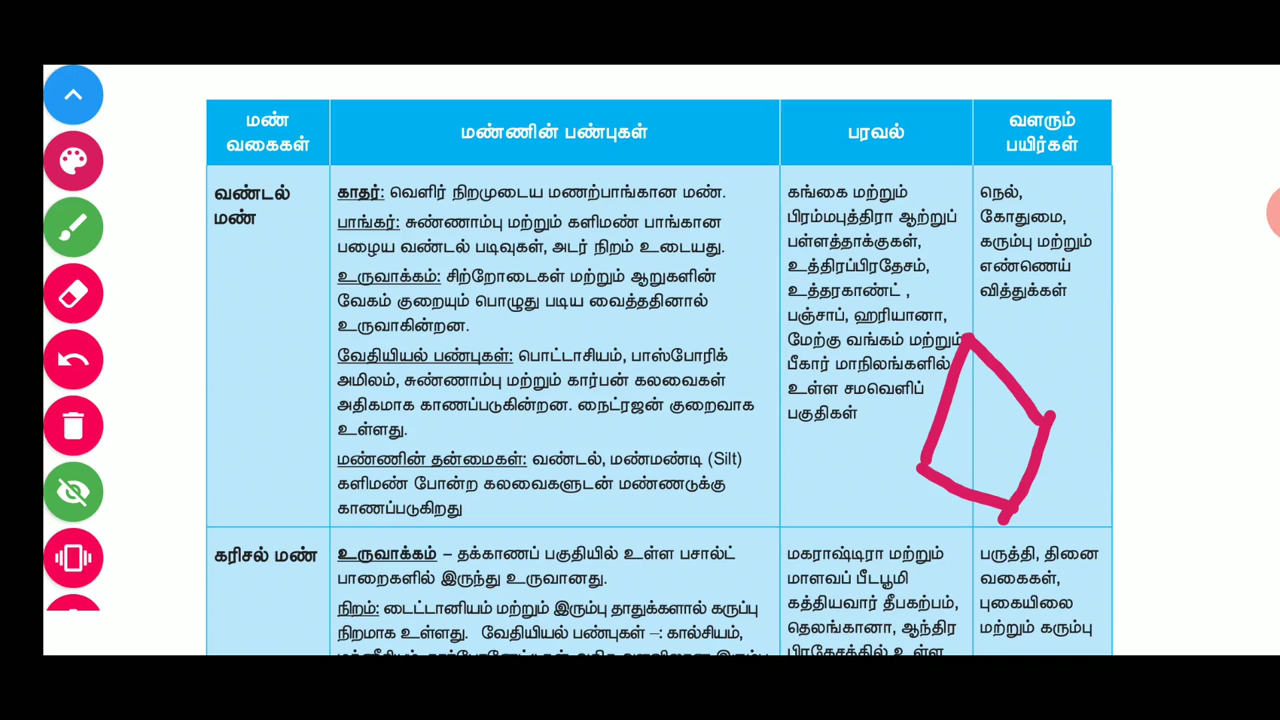 மண் வகைகள்
மண்ணின் பண்புகள்
பரவல்
வளரும் பயிர்கள்
வண்டல்
மண்
காதர்: வெளிர் நிறமுடைய மணற்பாங்கான மண்.
பாங்கர்: சுண்ணாம்பு மற்றும் களிமண் பாங்கான
பழைய வண்டல் படிவுகள், அடர் நிறம் உடையது.
உருவாக்கம்: சிற்றோடைகள் மற்றும் ஆறுகளின்
வேகம் குறையும் பொழுது படிய வைத்ததினால்
உருவாகின்றன.
வேதியியல் பண்புகள்: பொட்டாசியம், பாஸ்போரிக்
அமிலம், சுண்ணாம்பு மற்றும் கார்பன் கலவைகள்
அதிகமாக காணப்படுகின்றன. நைட்ரஜன் குறைவாக
உள்ளது.
மண்ணின் தன்மைகள்: வண்டல், மண்மண்டி (Silt)
களிமண் போன்ற கலவைகளுடன் மண்ணடுக்கு
காணப்படுகிறது
கங்கை மற்றும்
பிரம்மபுத்திரா ஆற்றுப்
பள்ளத்தாக்குகள்,
உத்திரப்பிரதேசம்,
உத்தரகாண்ட் ,
பஞ்சாப், ஹரியானா,
மேற்கு வங்கம் மற்றும்
பீகார் மாநிலங்களில்
உள்ள சமவெளிப்
பகுதிகள்
நெல்,
கோதுமை,
கரும்பு மற்றும்
எண்ணெய்
வித்துக்கள்
கரிசல் மண்
உருவாக்கம் – தக்காணப் பகுதியில் உள்ள பசால்ட்
பாறைகளில் இருந்து உருவானது.
நிறம்: டைட்டானியம் மற்றும் இரும்பு தாதுக்களால் கருப்பு
நிறமாக உள்ளது. வேதியியல் பண்புகள் –: கால்சியம்,
மகராஷ்டிரா மற்றும்
மாளவப் பீடபூமி
கத்தியவார் தீபகற்பம்,
தெலங்கானா, ஆந்திர
பிரதேசத்தில் உள்ள
பருத்தி, தினை
வகைகள்,
புகையிலை
மற்றும் கரும்பு